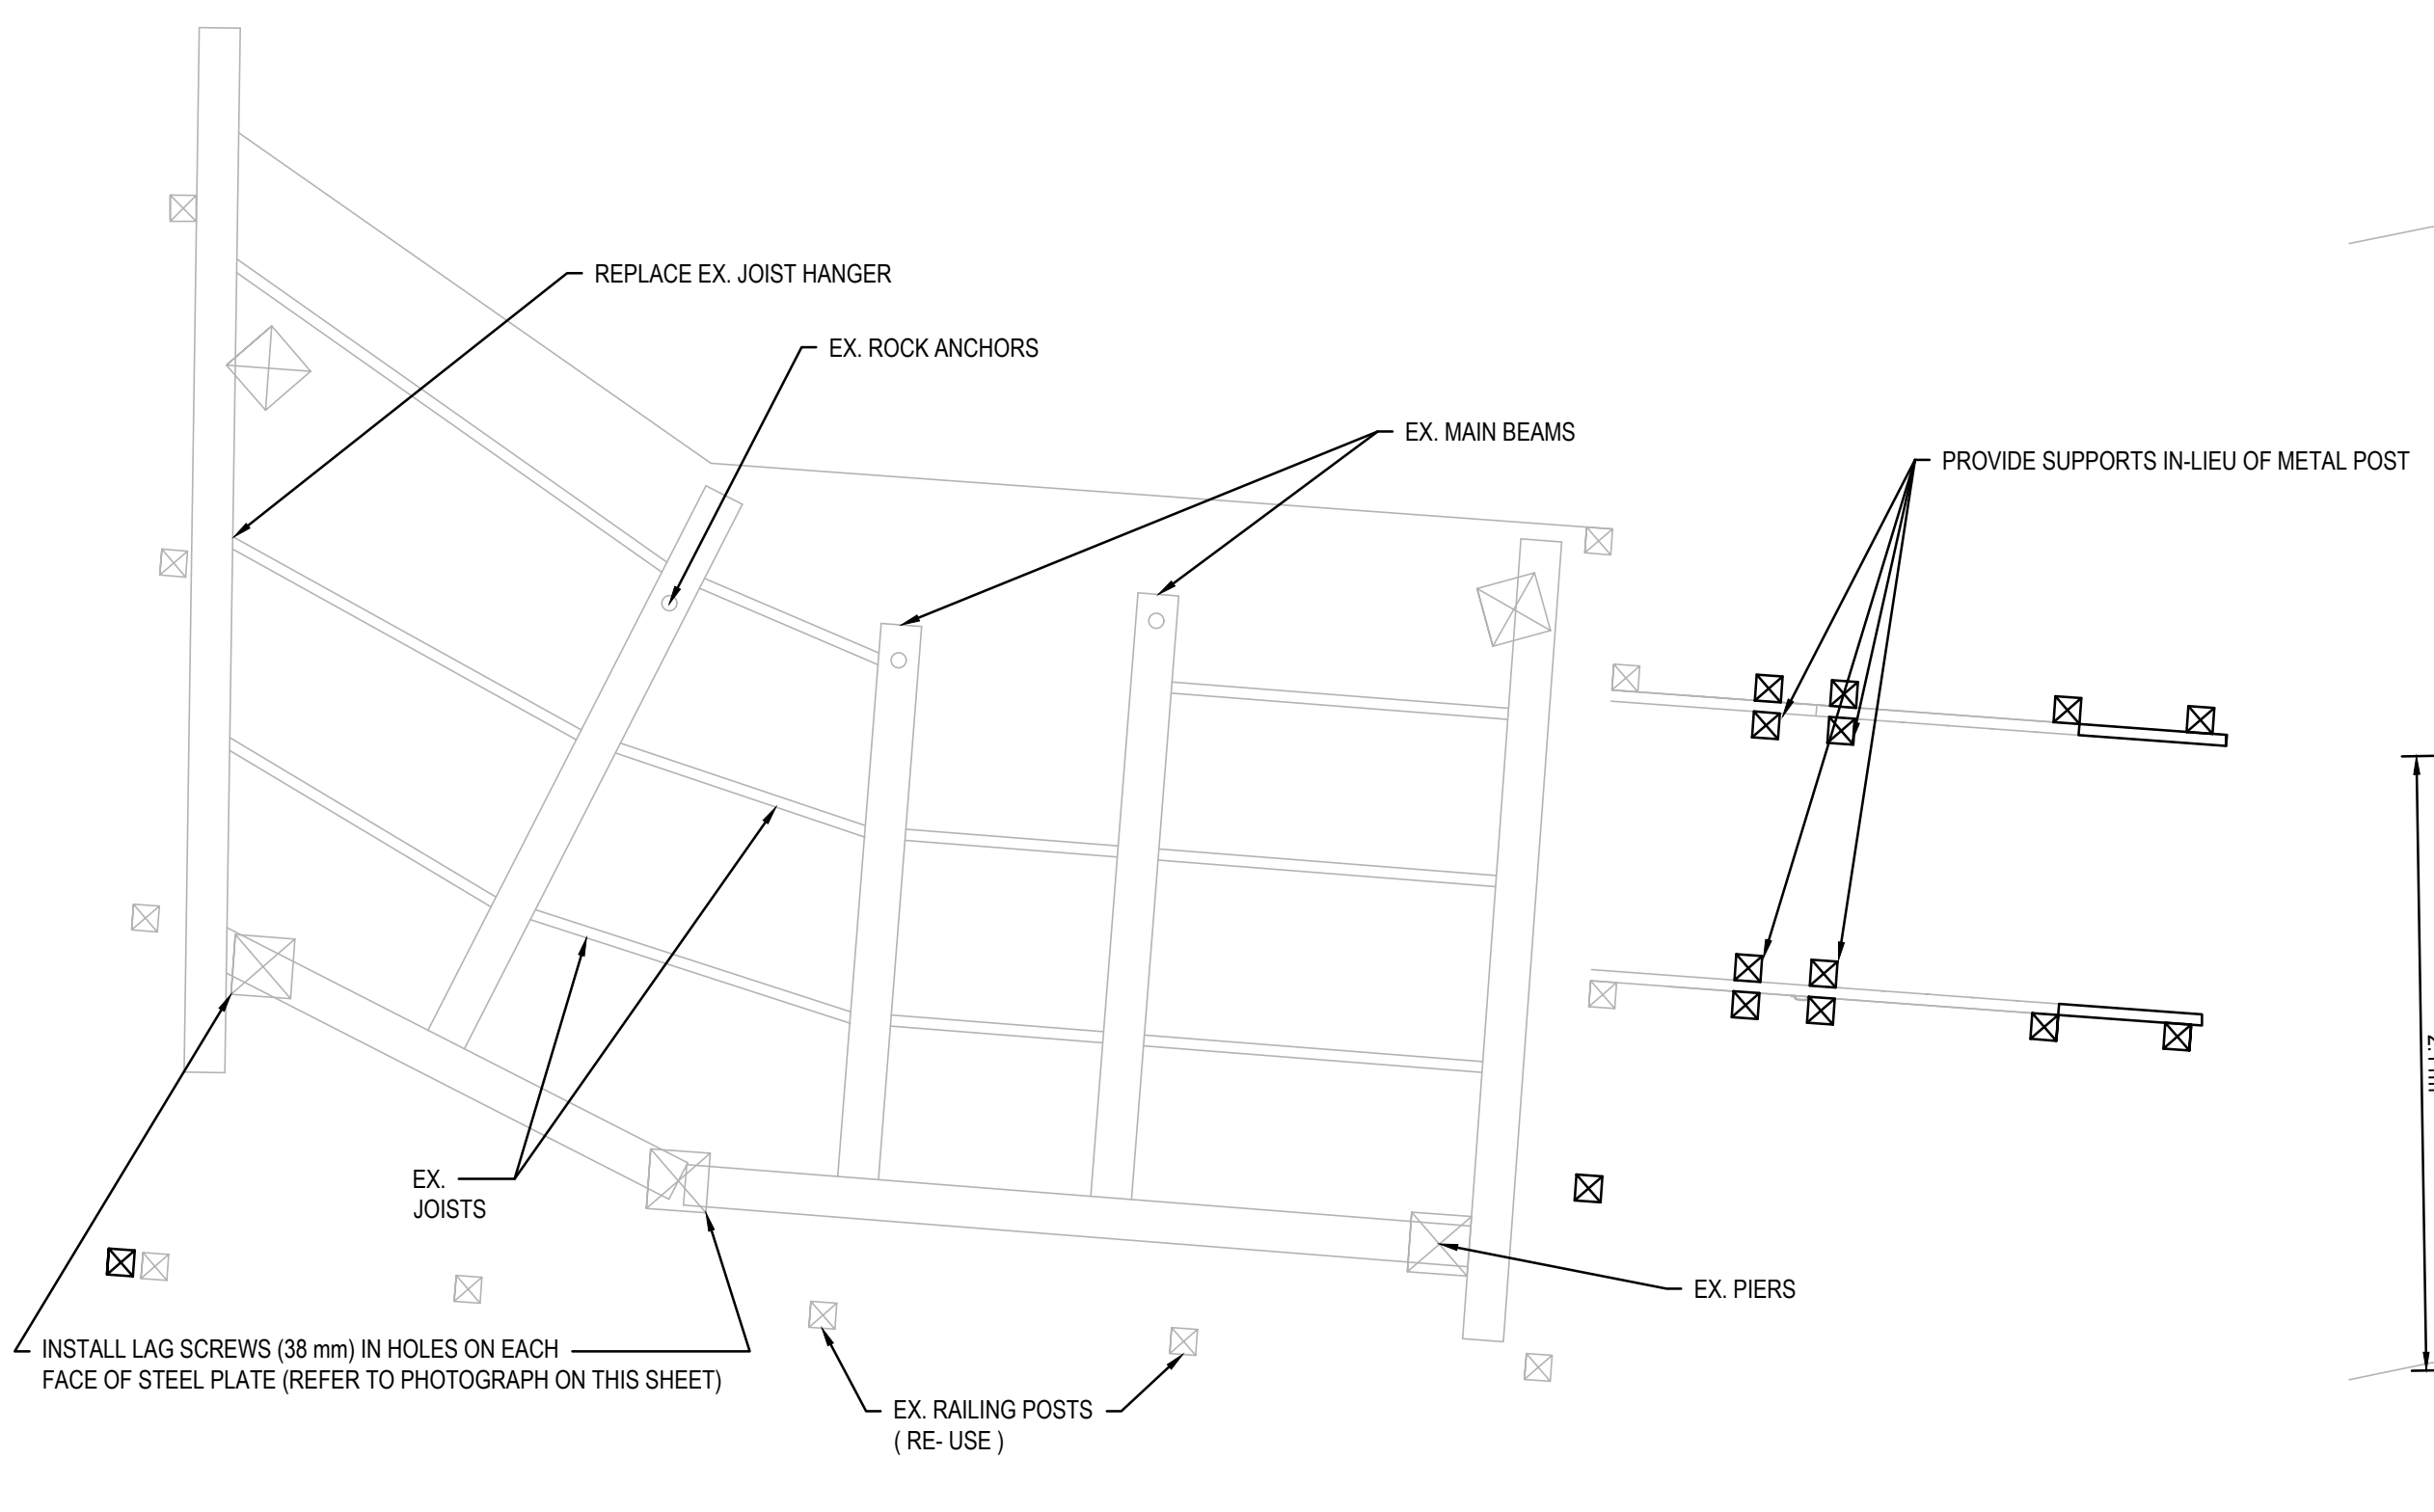 REPLACE EX. JOIST HANGER
EX. ROCK ANCHORS
EX. MAIN BEAMS
PROVIDE SUPPORTS IN-LIEU OF METAL POST
EX.
JOISTS
EX. PIERS
INSTALL LAG SCREWS (38 mm) IN HOLES ON EACH
FACE OF STEEL PLATE (REFER TO PHOTOGRAPH ON THIS SHEET)
EX. RAILING POSTS
( RE- USE )